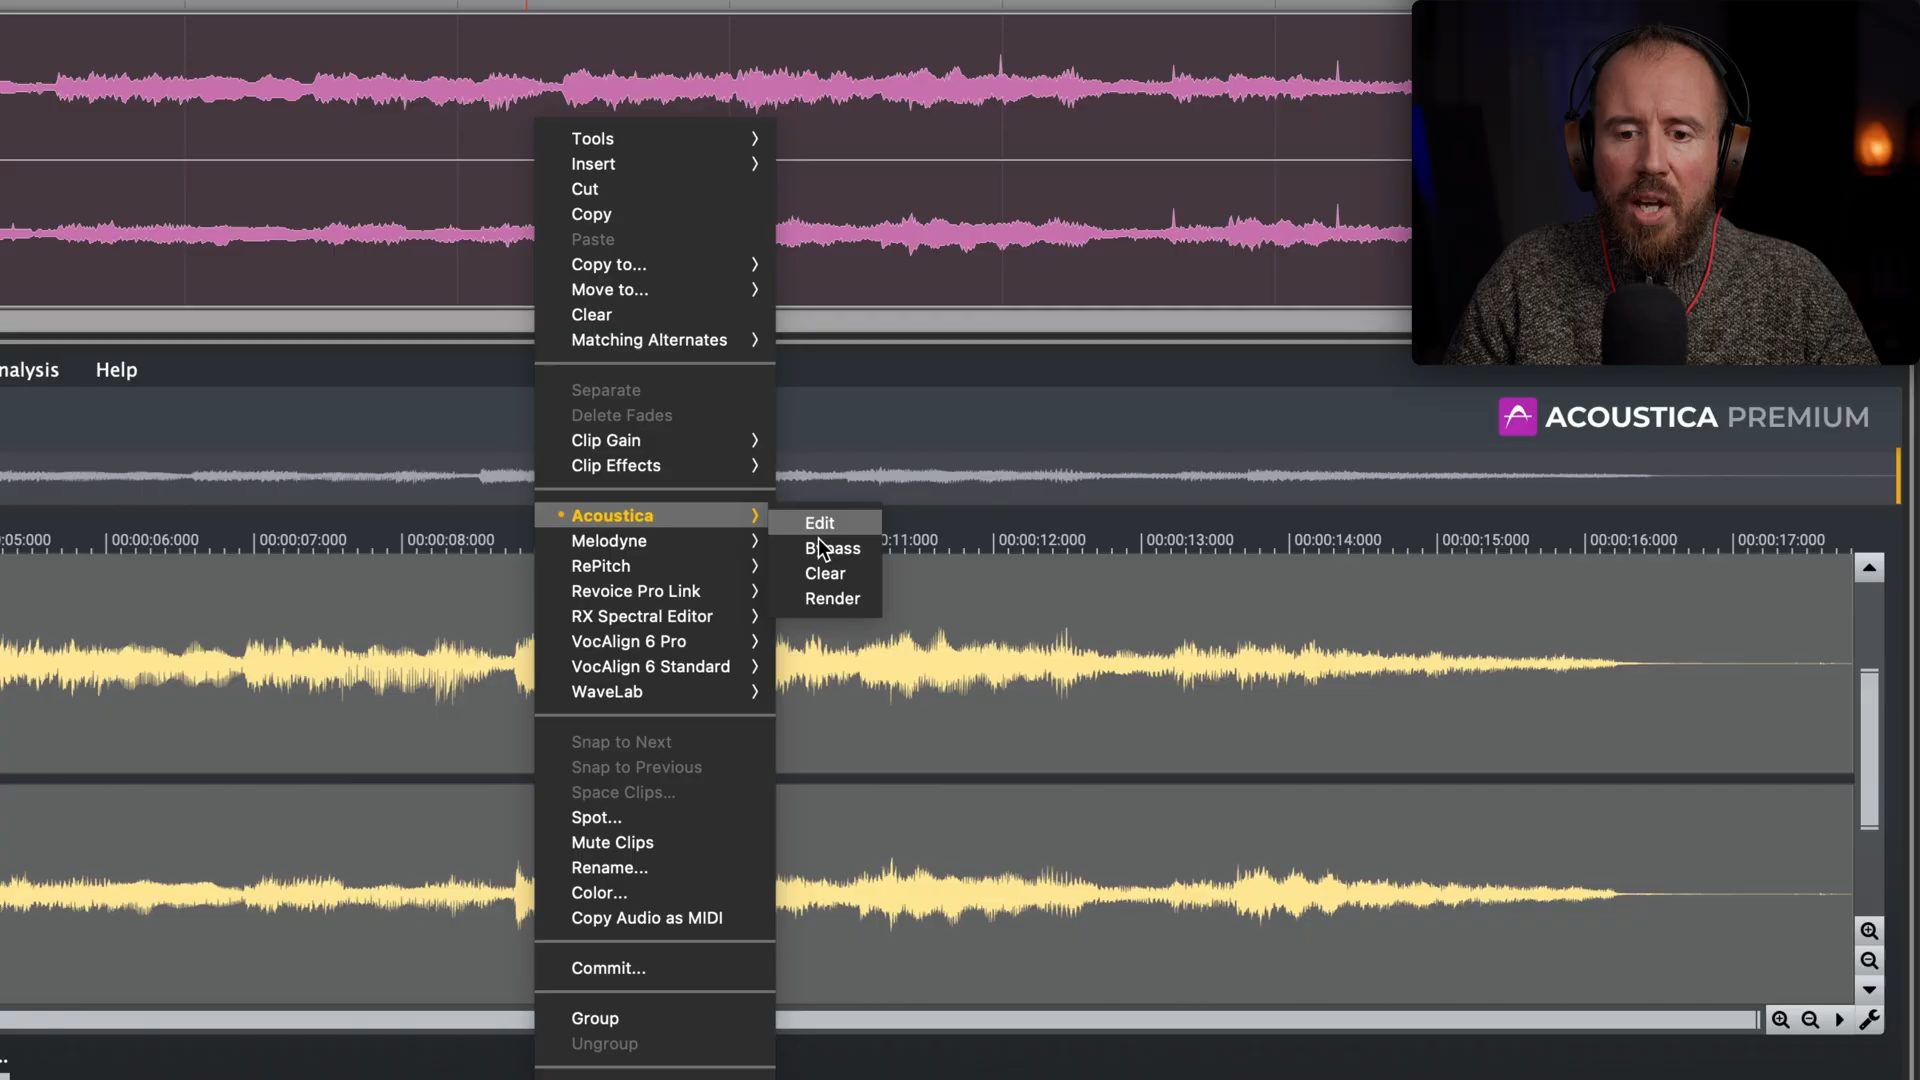 Tools
Insert
Cut
Copy
Paste
Copy to...
Move to...
Clear
Matching Alternates
nalysis Help
Separate
Delete Fades
Clip Gain
Clip Effects
ACOUSTICA PREMIUM
Acoustica
Melodyne
RePitch
Revoice Pro Link
RX Spectral Editor
VocAlign 6 Pro
VocAlign 6 Standard
WaveLab
Edit
Bypass
Clear
Render
:05:000 00:00:06:000 00:00:07:000 00:00:08:000 0:11:000 00:00:12:000 00:00:13:000 00:00:14:000 00:00:15:000 00:00:16:000 00:00:17:000
Snap to Next
Snap to Previous
Space Clips...
Spot...
Mute Clips
Rename...
Color...
Copy Audio as MIDI
Commit...
Group
Ungroup